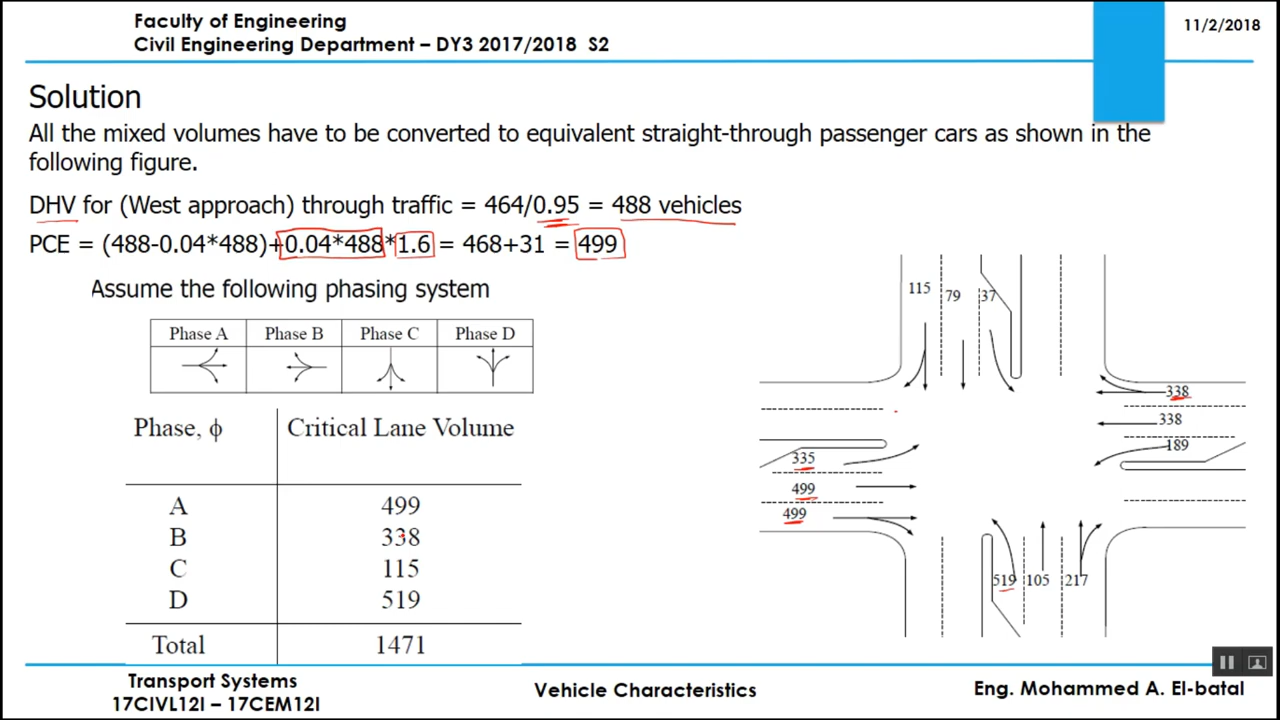 Faculty of Engineering
Civil Engineering Department – DY3 2017/2018 S2
11/2/2018
Solution
All the mixed volumes have to be converted to equivalent straight-through passenger cars as shown in the
following figure.
DHV for (West approach) through traffic = 464/0.95 = 488 vehicles
PCE = (488-0.04*488)+0.04*488*1.6 = 468+31 = 499
Assume the following phasing system
Phase A Phase B Phase C Phase D
Phase, ϕ Critical Lane Volume
A 499
B 338
C 115
D 519
Total 1471
115 79 37
338
338
189
335
499
499
519 105 217
Transport Systems
17CIVL12I – 17CEM12I
Vehicle Characteristics
Eng. Mohammed A. El-batal